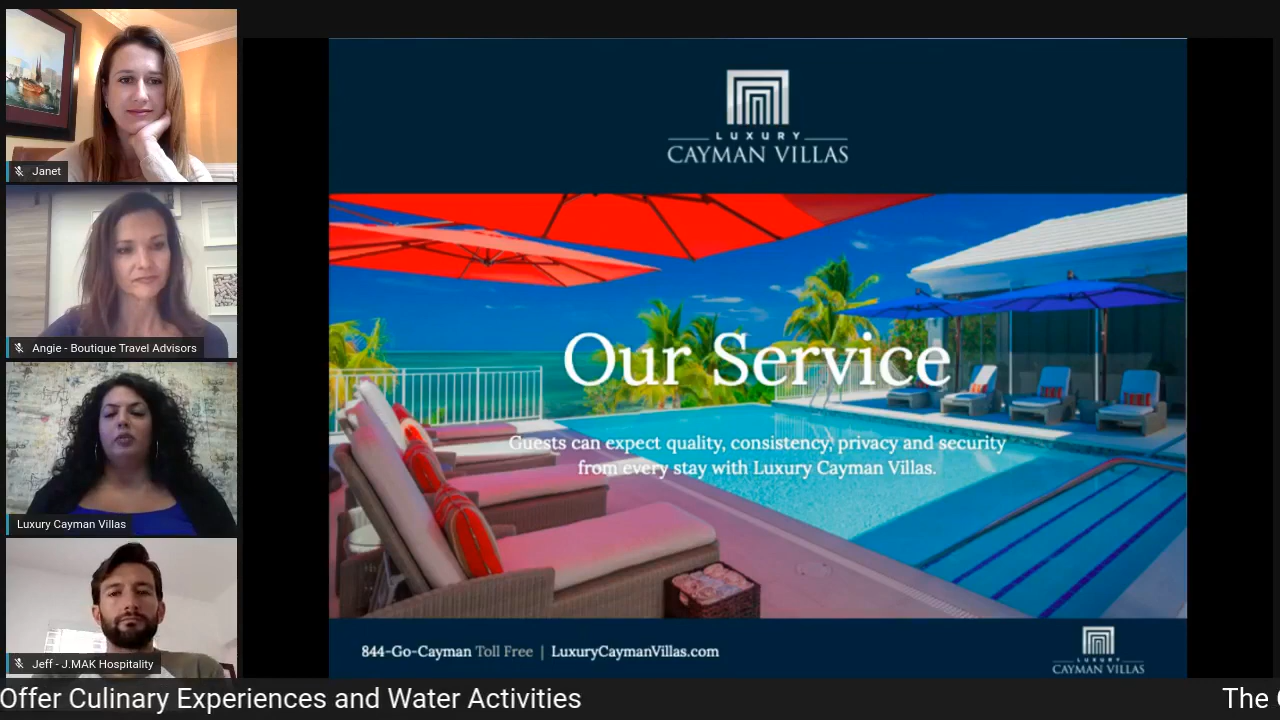 Janet
Angie - Boutique Travel Advisors
Luxury Cayman Villas
Jeff - J.MAK Hospitality
LUXURY
CAYMAN VILLAS
Our Service
Guests can expect quality, consistency, privacy and security
from every stay with Luxury Cayman Villas.
844-Go-Cayman Toll Free | LuxuryCaymanVillas.com
LUXURY
CAYMAN VILLAS
Offer Culinary Experiences and Water Activities
The